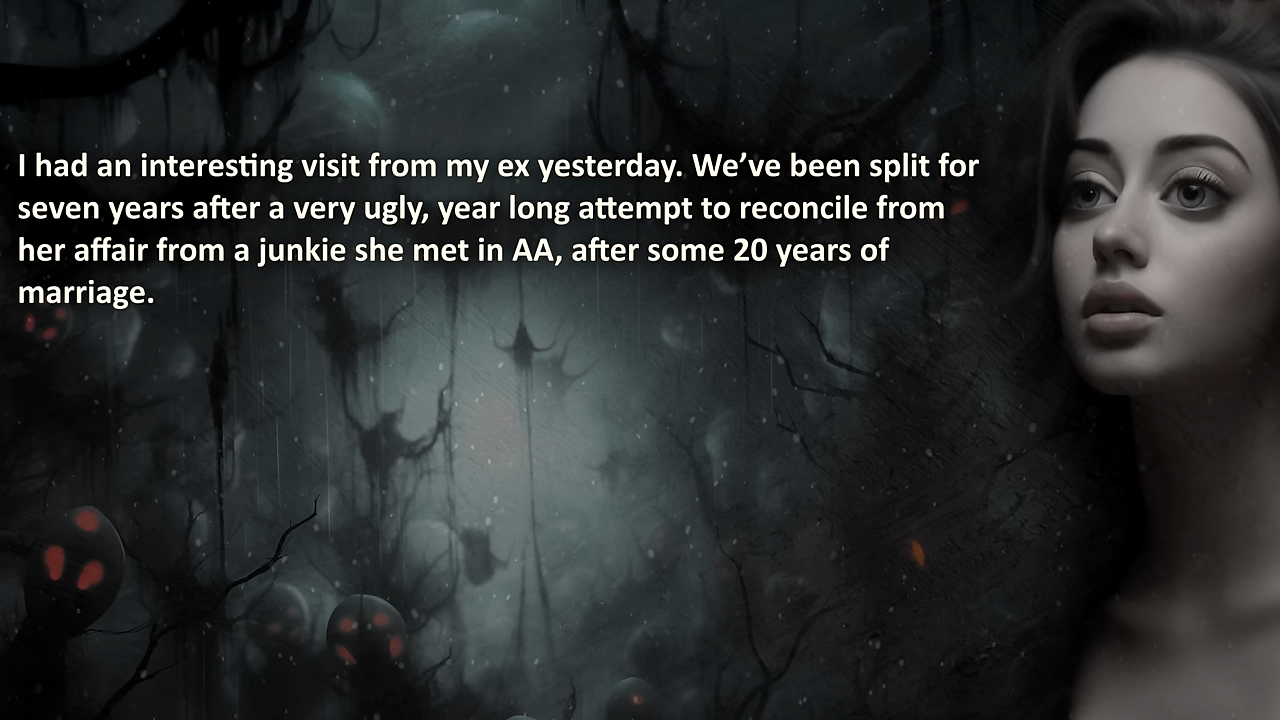 I had an interesting visit from my ex yesterday. We’ve been split for
seven years after a very ugly, year long attempt to reconcile from
her affair from a junkie she met in AA, after some 20 years of
marriage.